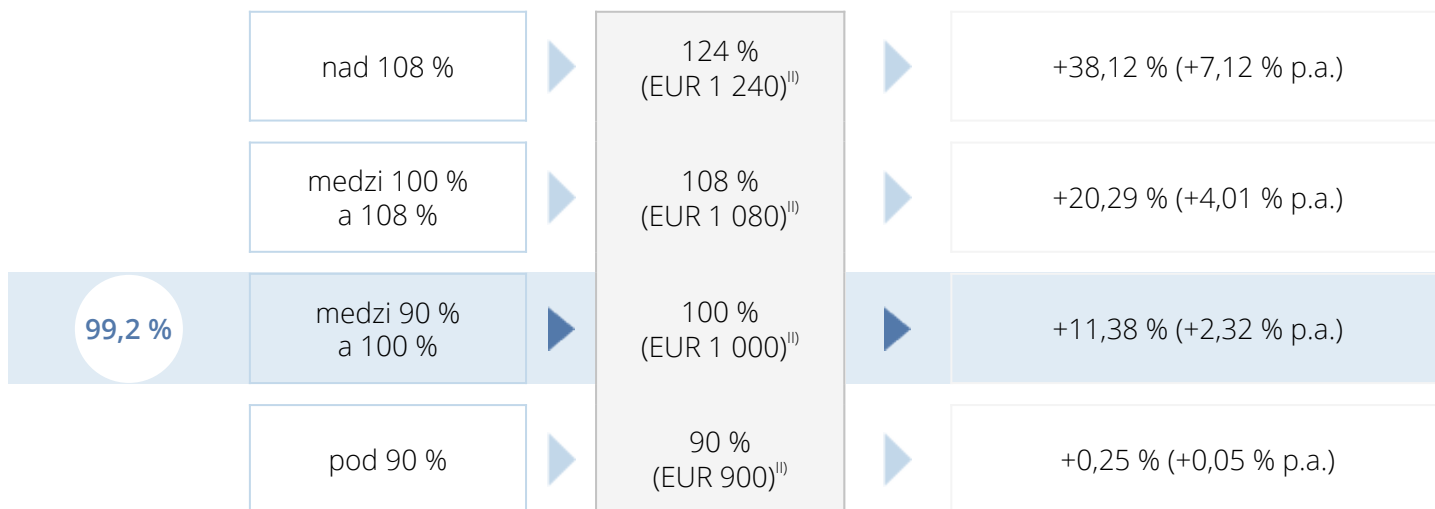 nad 108 %
124 %
(EUR 1 240)II)
+38,12 % (+7,12 % p.a.)
medzi 100 %
a 108 %
108 %
(EUR 1 080)II)
+20,29 % (+4,01 % p.a.)
99,2 %
medzi 90 %
a 100 %
100 %
(EUR 1 000)II)
+11,38 % (+2,32 % p.a.)
pod 90 %
90 %
(EUR 900)II)
+0,25 % (+0,05 % p.a.)